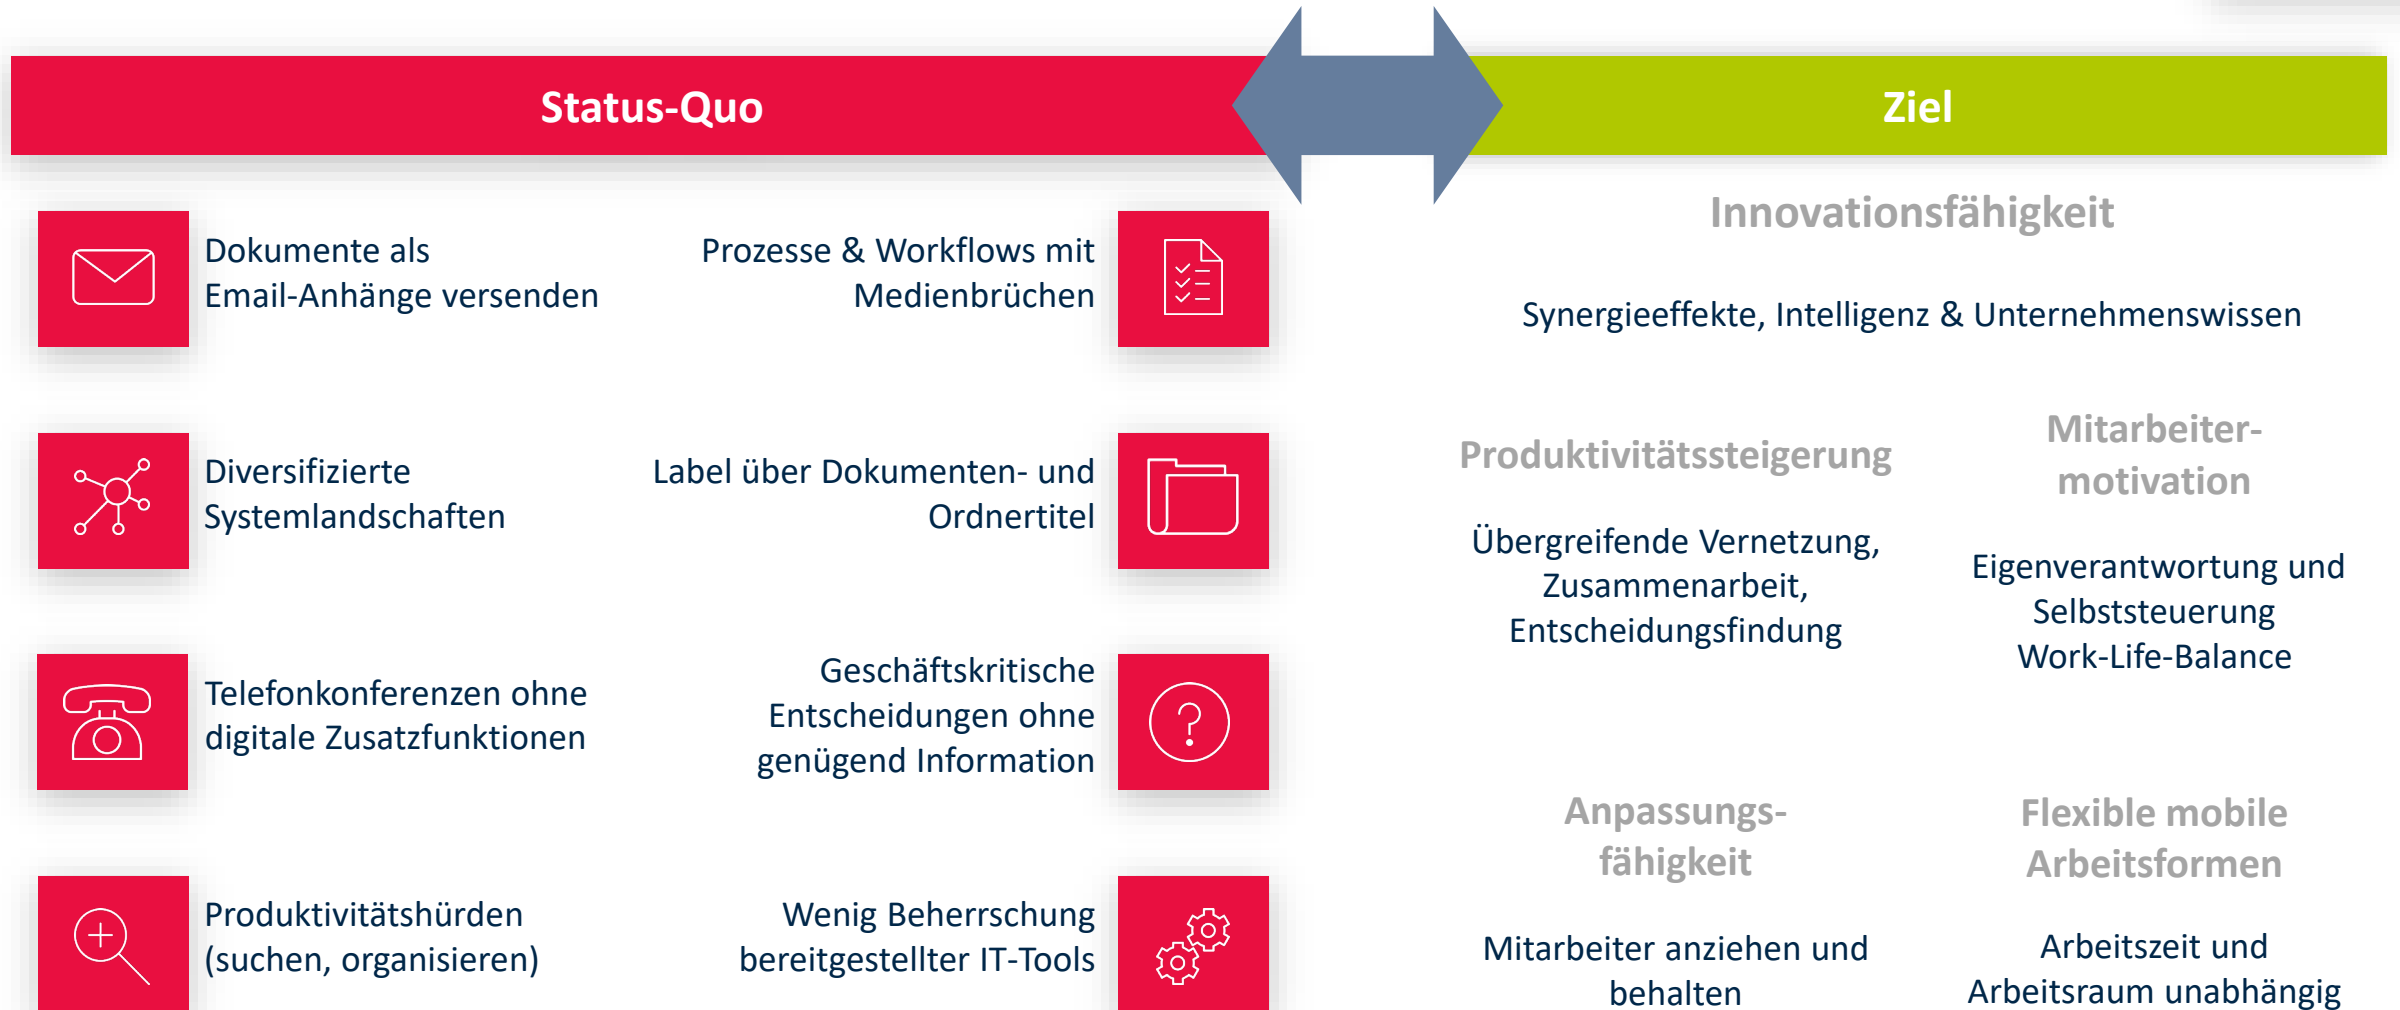 Status-Quo
Dokumente als
Email-Anhänge versenden
Prozesse & Workflows mit
Medienbrüchen
Diversifizierte
Systemlandschaften
Label über Dokumenten- und
Ordnertitel
Telefonkonferenzen ohne
digitale Zusatzfunktionen
Geschäftskritische
Entscheidungen ohne
genügend Information
Produktivitätshürden
(suchen, organisieren)
Wenig Beherrschung
bereitgestellter IT-Tools
Ziel
Innovationsfähigkeit
Synergieeffekte, Intelligenz & Unternehmenswissen
Produktivitätssteigerung
Übergreifende Vernetzung,
Zusammenarbeit,
Entscheidungsfindung
Mitarbeiter-
motivation
Eigenverantwortung und
Selbststeuerung
Work-Life-Balance
Anpassungs-
fähigkeit
Mitarbeiter anziehen und
behalten
Flexible mobile
Arbeitsformen
Arbeitszeit und
Arbeitsraum unabhängig